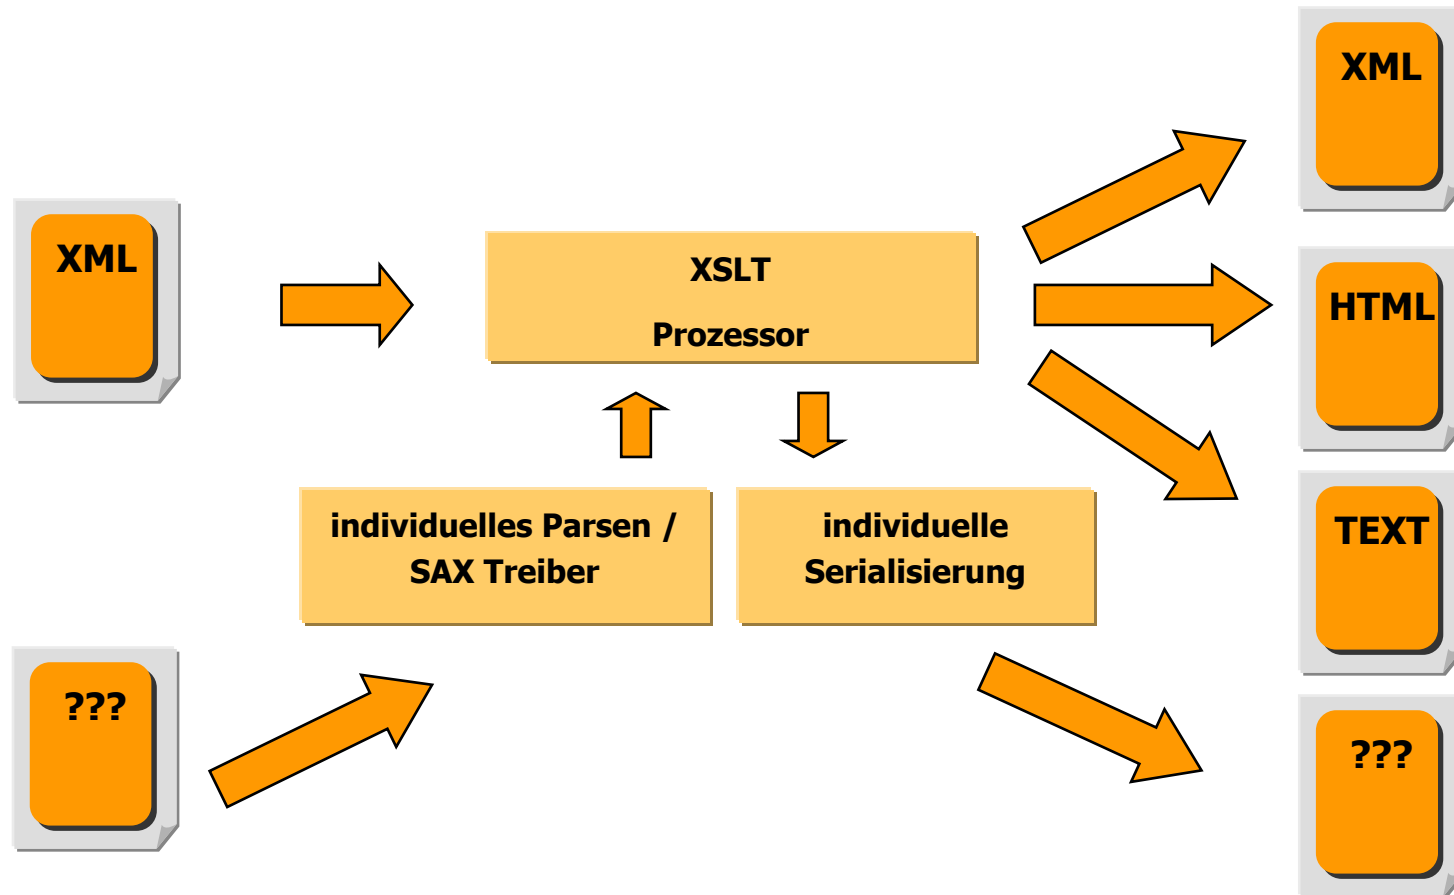 XML
XML
XSLT
Prozessor
HTML
individuelles Parsen /
SAX Treiber
individuelle
Serialisierung
TEXT
???
???